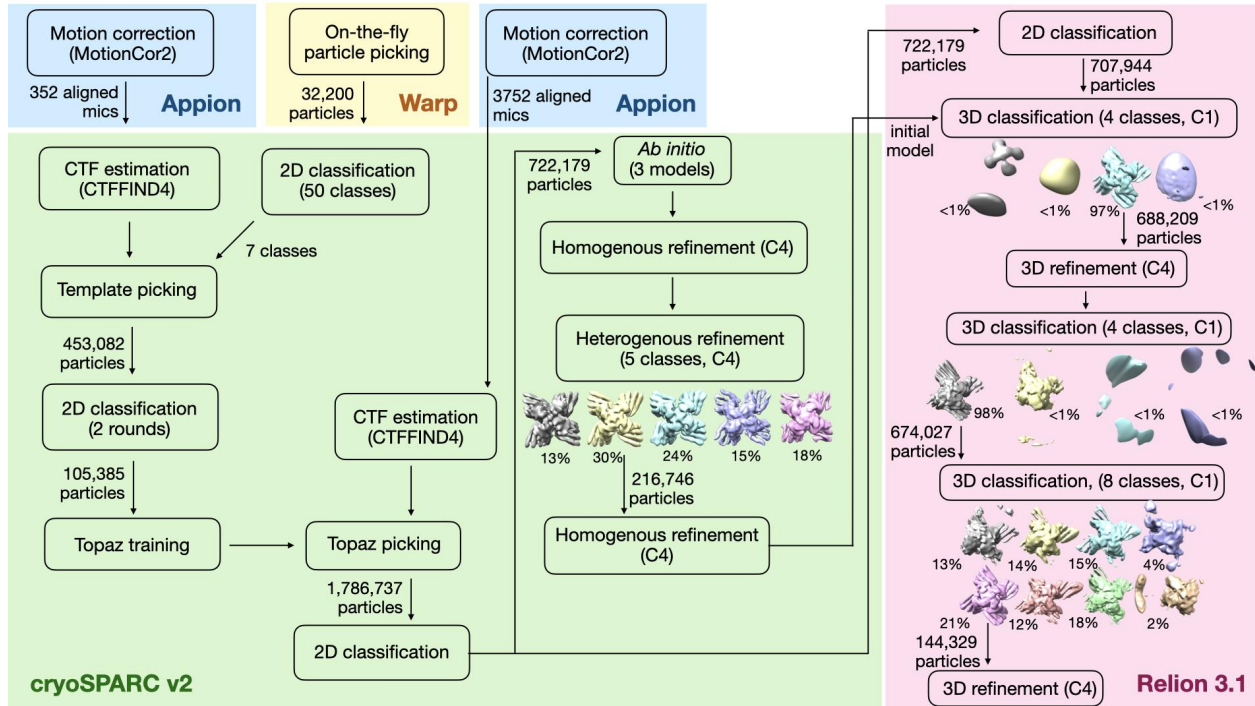 Motion correction
(MotionCor2)
352 aligned
mics
Appion
On-the-fly
particle picking
32,200
particles
Warp
Motion correction
(MotionCor2)
3752 aligned
mics
Appion
CTF estimation
(CTFFIND4)
2D classification
(50 classes)
7 classes
Template picking
453,082
particles
2D classification
(2 rounds)
105,385
particles
Topaz training
CTF estimation
(CTFFIND4)
Topaz picking
1,786,737
particles
2D classification
cryoSPARC v2
722,179
particles
Ab initio
(3 models)
Homogenous refinement (C4)
Heterogenous refinement
(5 classes, C4)
13% 30% 24% 15% 18%
216,746
particles
Homogenous refinement
(C4)
722,179
particles
2D classification
707,944
particles
initial
model
3D classification (4 classes, C1)
<1% <1% 97% <1%
688,209
particles
3D refinement (C4)
3D classification (4 classes, C1)
98% <1% <1% <1%
674,027
particles
3D classification, (8 classes, C1)
13% 14% 15% 4%
21% 12% 18% 2%
144,329
particles
3D refinement (C4)
Relion 3.1